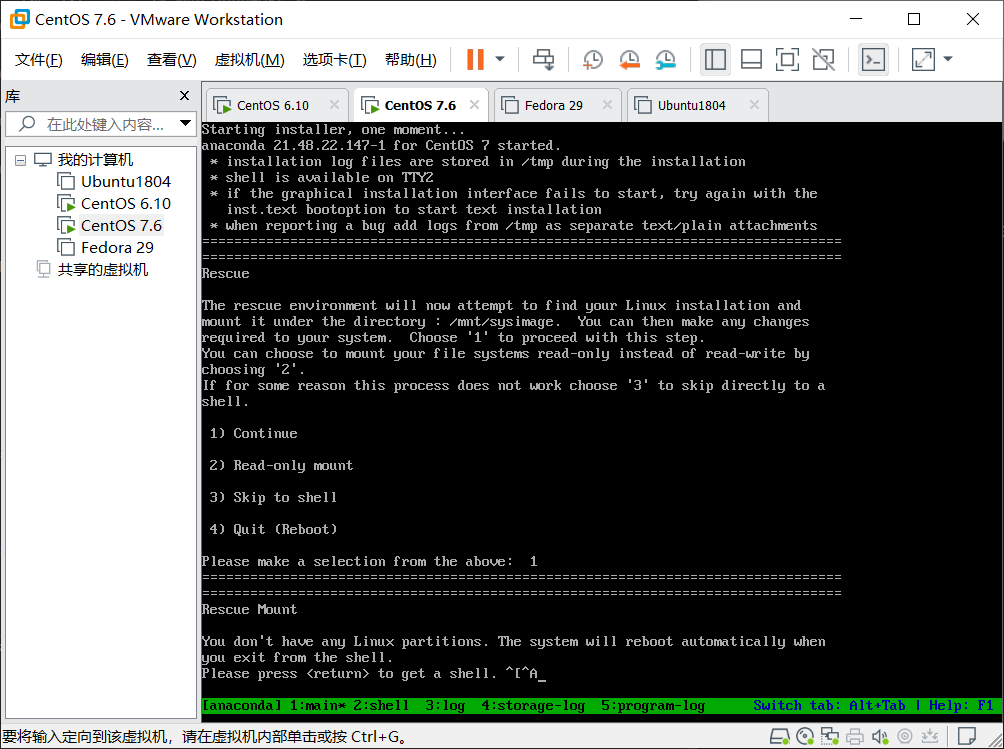 CentOS 7.6 - VMware Workstation
文件(F) 编辑(E) 查看(V) 虚拟机(M) 选项卡(T) 帮助(H)
库
在此处键入内容...
我的计算机
Ubuntu1804
CentOS 6.10
CentOS 7.6
Fedora 29
共享的虚拟机
CentOS 6.10 CentOS 7.6 Fedora 29 Ubuntu1804
Starting installer, one moment...
anaconda 21.48.22.147-1 for CentOS 7 started.
* installation log files are stored in /tmp during the installation
* shell is available on TTY2
* if the graphical installation interface fails to start, try again with the
inst.text bootoption to start text installation
* when reporting a bug add logs from /tmp as separate text/plain attachments
================================================================================
================================================================================
Rescue
The rescue environment will now attempt to find your Linux installation and
mount it under the directory : /mnt/sysimage.  You can then make any changes
required to your system.  Choose '1' to proceed with this step.
You can choose to mount your file systems read-only instead of read-write by
choosing '2'.
If for some reason this process does not work choose '3' to skip directly to a
shell.
1) Continue
2) Read-only mount
3) Skip to shell
4) Quit (Reboot)
Please make a selection from the above:  1
================================================================================
================================================================================
Rescue Mount
You don't have any Linux partitions. The system will reboot automatically when
you exit from the shell.
Please press <return> to get a shell. ^[^A_
[anaconda] 1:main* 2:shell  3:log  4:storage-log  5:program-log Switch tab: Alt+Tab | Help: F1
要将输入定向到该虚拟机，请在虚拟机内部单击或按 Ctrl+G。